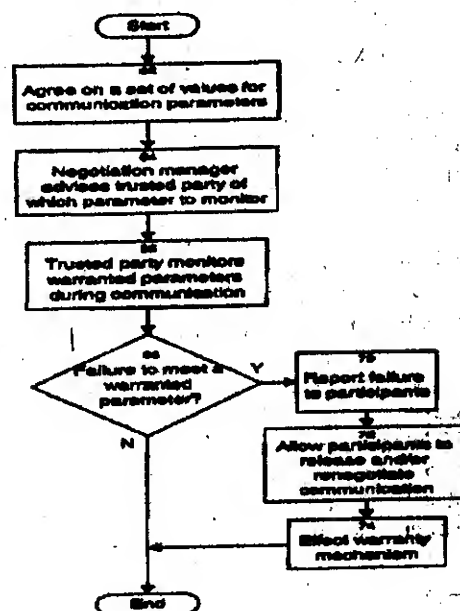 Start
Agree on a set of values for
communication parameters
Negotiation manager
advises trusted party of
which parameter to monitor
Trusted party monitors
warranted parameters
during communication
Failure to meet a
warranted
parameter?
Y
N
Report failure
to participants
Allow participants to
release and/or
renegotiate
communication
74
Effect warranty
mechanism
End